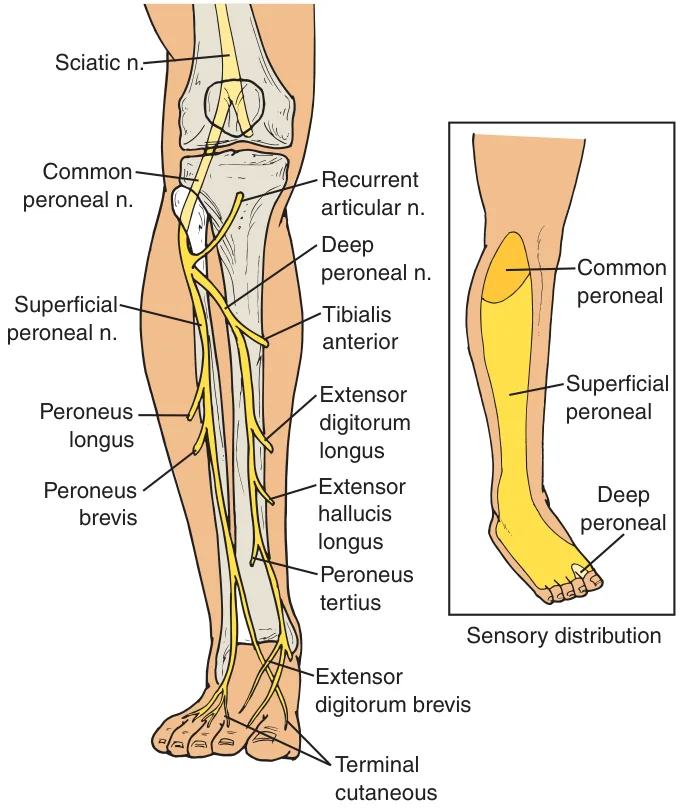 Sciatic n.
Common
peroneal n.
Superficial
peroneal n.
Peroneus
longus
Peroneus
brevis
Recurrent
articular n.
Deep
peroneal n.
Tibialis
anterior
Extensor
digitorum
longus
Extensor
hallucis
longus
Peroneus
tertius
Extensor
digitorum brevis
Terminal
cutaneous
Common
peroneal
Superficial
peroneal
Deep
peroneal
Sensory distribution